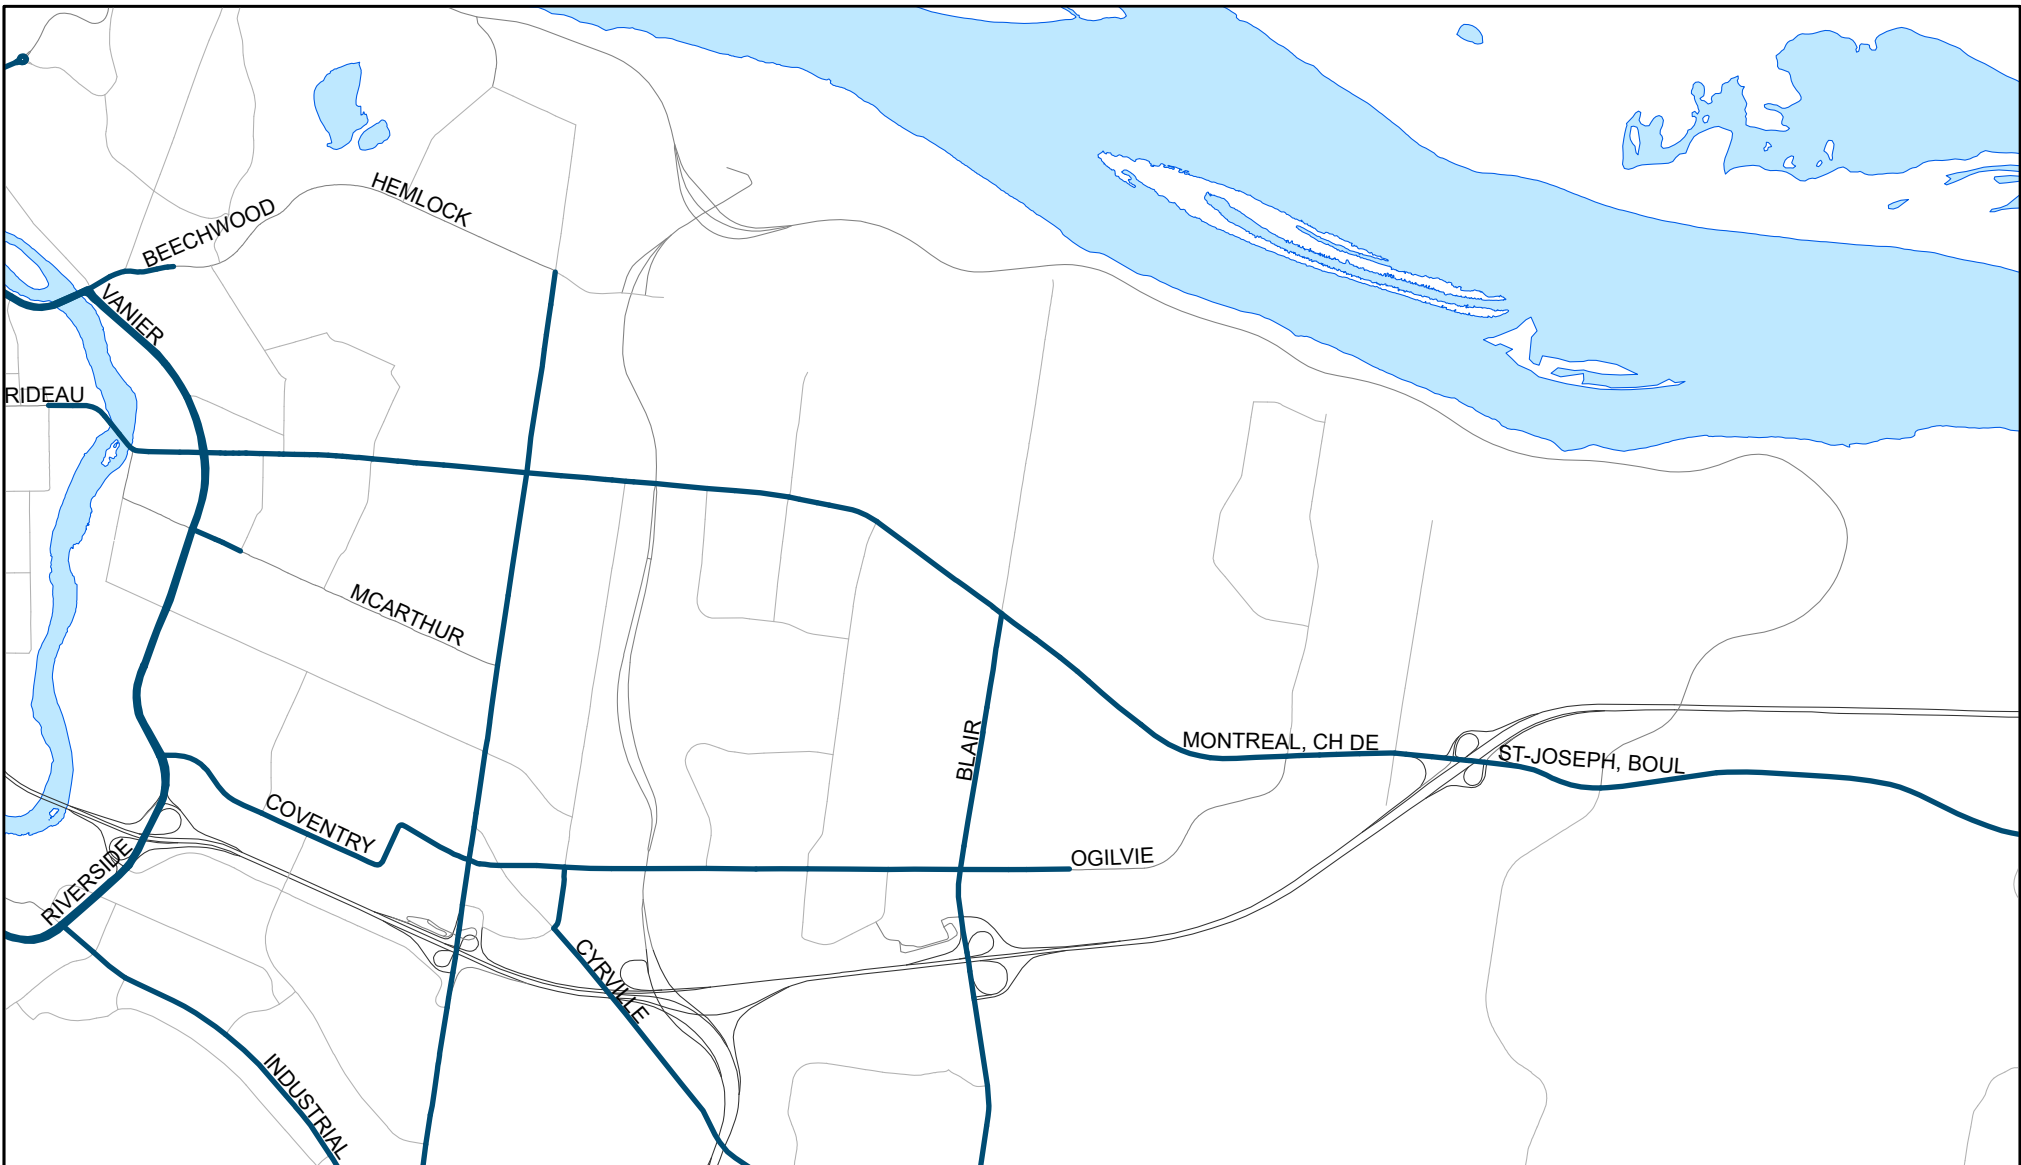 HEMLOCK
BEECHWOOD
VANIER
RIDEAU
MCARTHUR
BLAIR
MONTREAL, CH DE
ST-JOSEPH, BOUL
COVENTRY
OGILVIE
RIVERSIDE
CYRVILLE
INDUSTRIAL